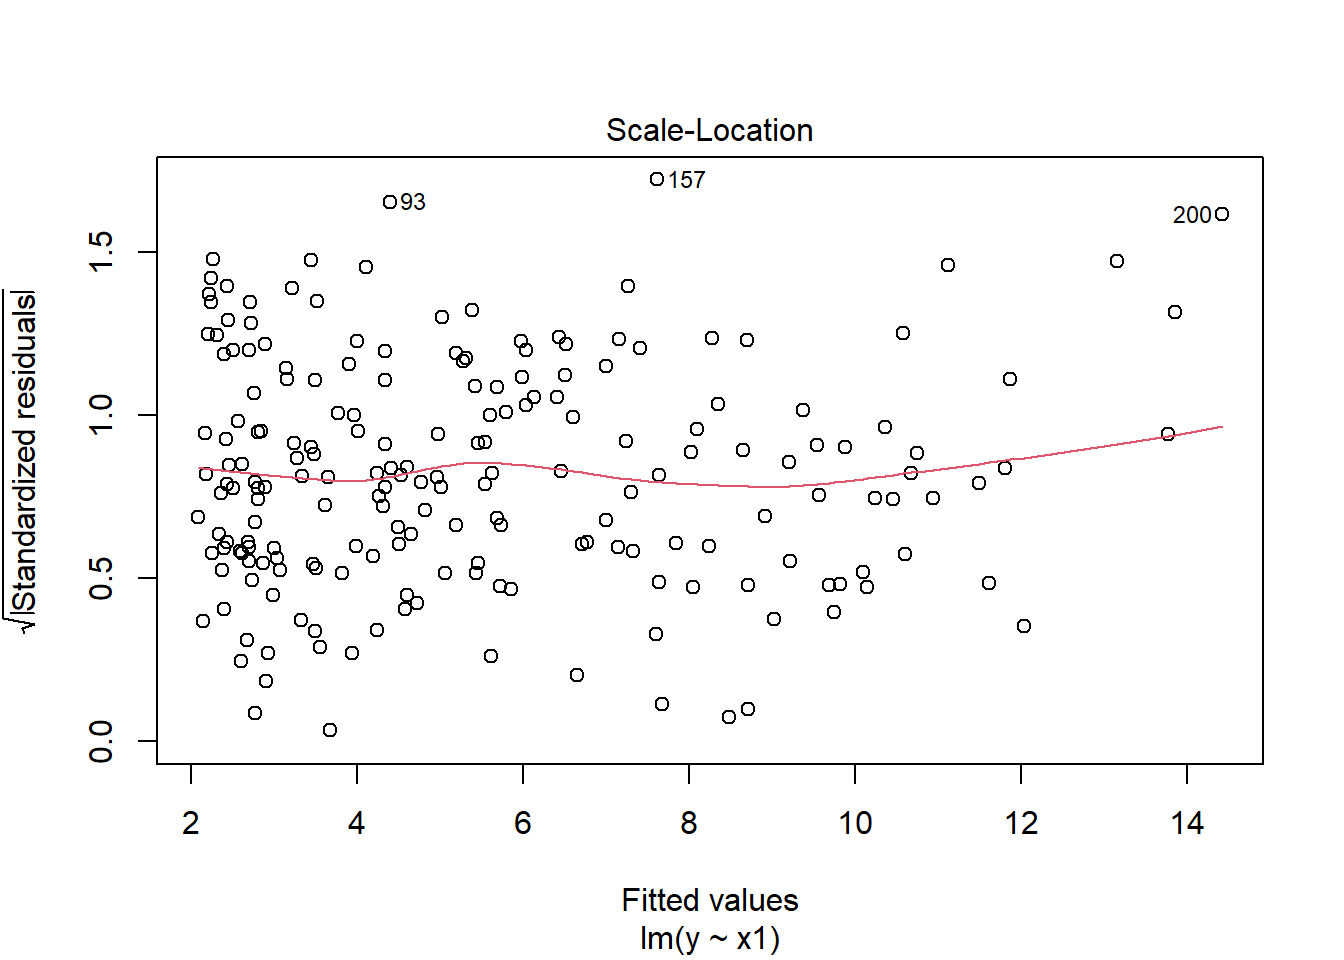 Scale-Location
157
93
200
√|Standardized residuals|
1.5
1.0
0.5
0.0
2 4 6 8 10 12 14
Fitted values
lm(y ~ x1)